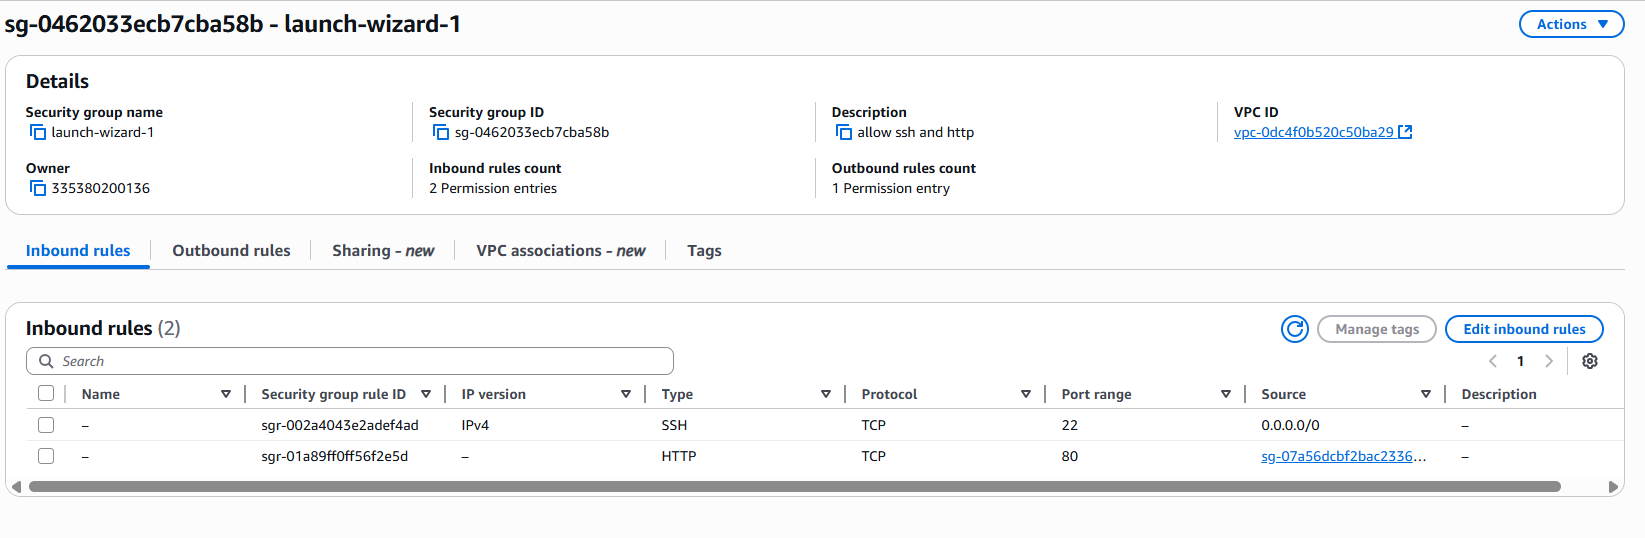 sg-0462033ecb7cba58b - launch-wizard-1
Actions
Details
Security group name
launch-wizard-1
Security group ID
sg-0462033ecb7cba58b
Description
allow ssh and http
VPC ID
vpc-0dc4f0b520c50ba29
Owner
335380200136
Inbound rules count
2 Permission entries
Outbound rules count
1 Permission entry
Inbound rules
Outbound rules
Sharing - new
VPC associations - new
Tags
Inbound rules (2)
Manage tags
Edit inbound rules
Search
1
Name
Security group rule ID
IP version
Type
Protocol
Port range
Source
Description
– sgr-002a4043e2adef4ad IPv4 SSH TCP 22 0.0.0.0/0 –
– sgr-01a89ff0ff56f2e5d – HTTP TCP 80 sg-07a56dcbf2bac2336... –